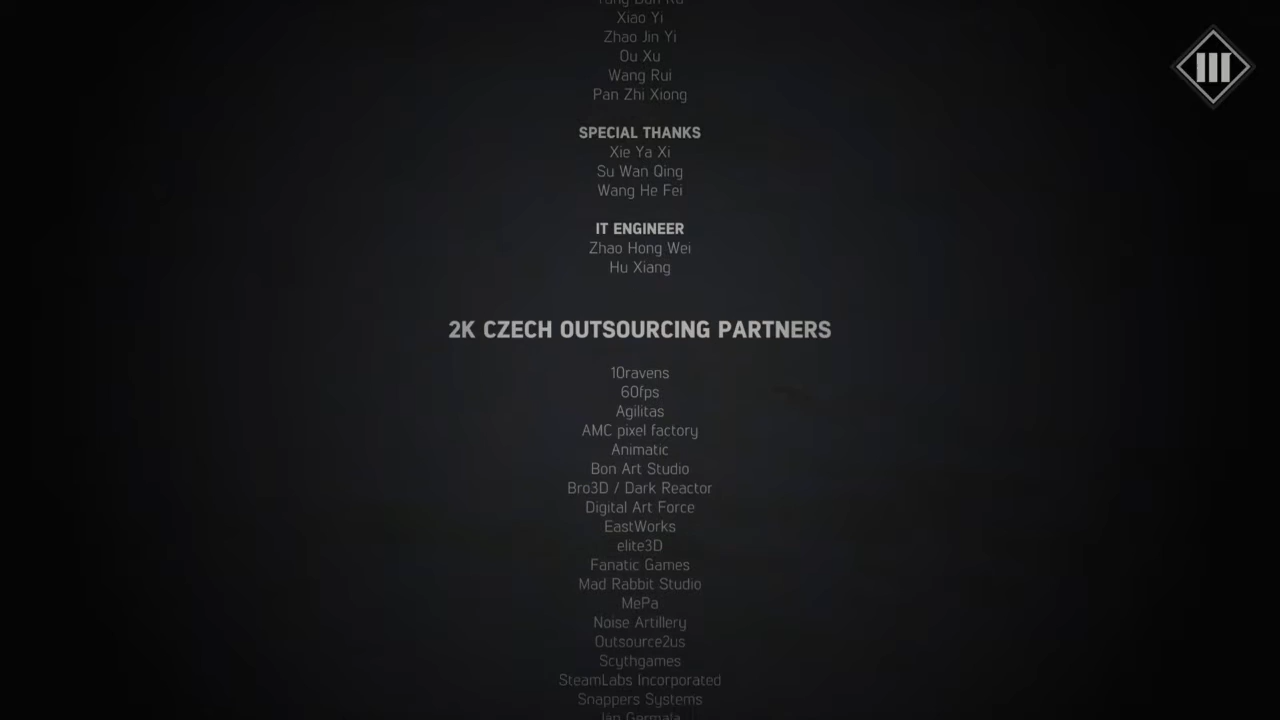 Xiao Yi
Zhao Jin Yi
Ou Xu
Wang Rui
Pan Zhi Xiong
SPECIAL THANKS
Xie Ya Xi
Su Wan Qing
Wang He Fei
IT ENGINEER
Zhao Hong Wei
Hu Xiang
2K CZECH OUTSOURCING PARTNERS
10ravens
60fps
Agilitas
AMC pixel factory
Animatic
Bon Art Studio
Bro3D / Dark Reactor
Digital Art Force
EastWorks
elite3D
Fanatic Games
Mad Rabbit Studio
MePa
Noise Artillery
Outsource2us
Scythgames
SteamLabs Incorporated
Snappers Systems